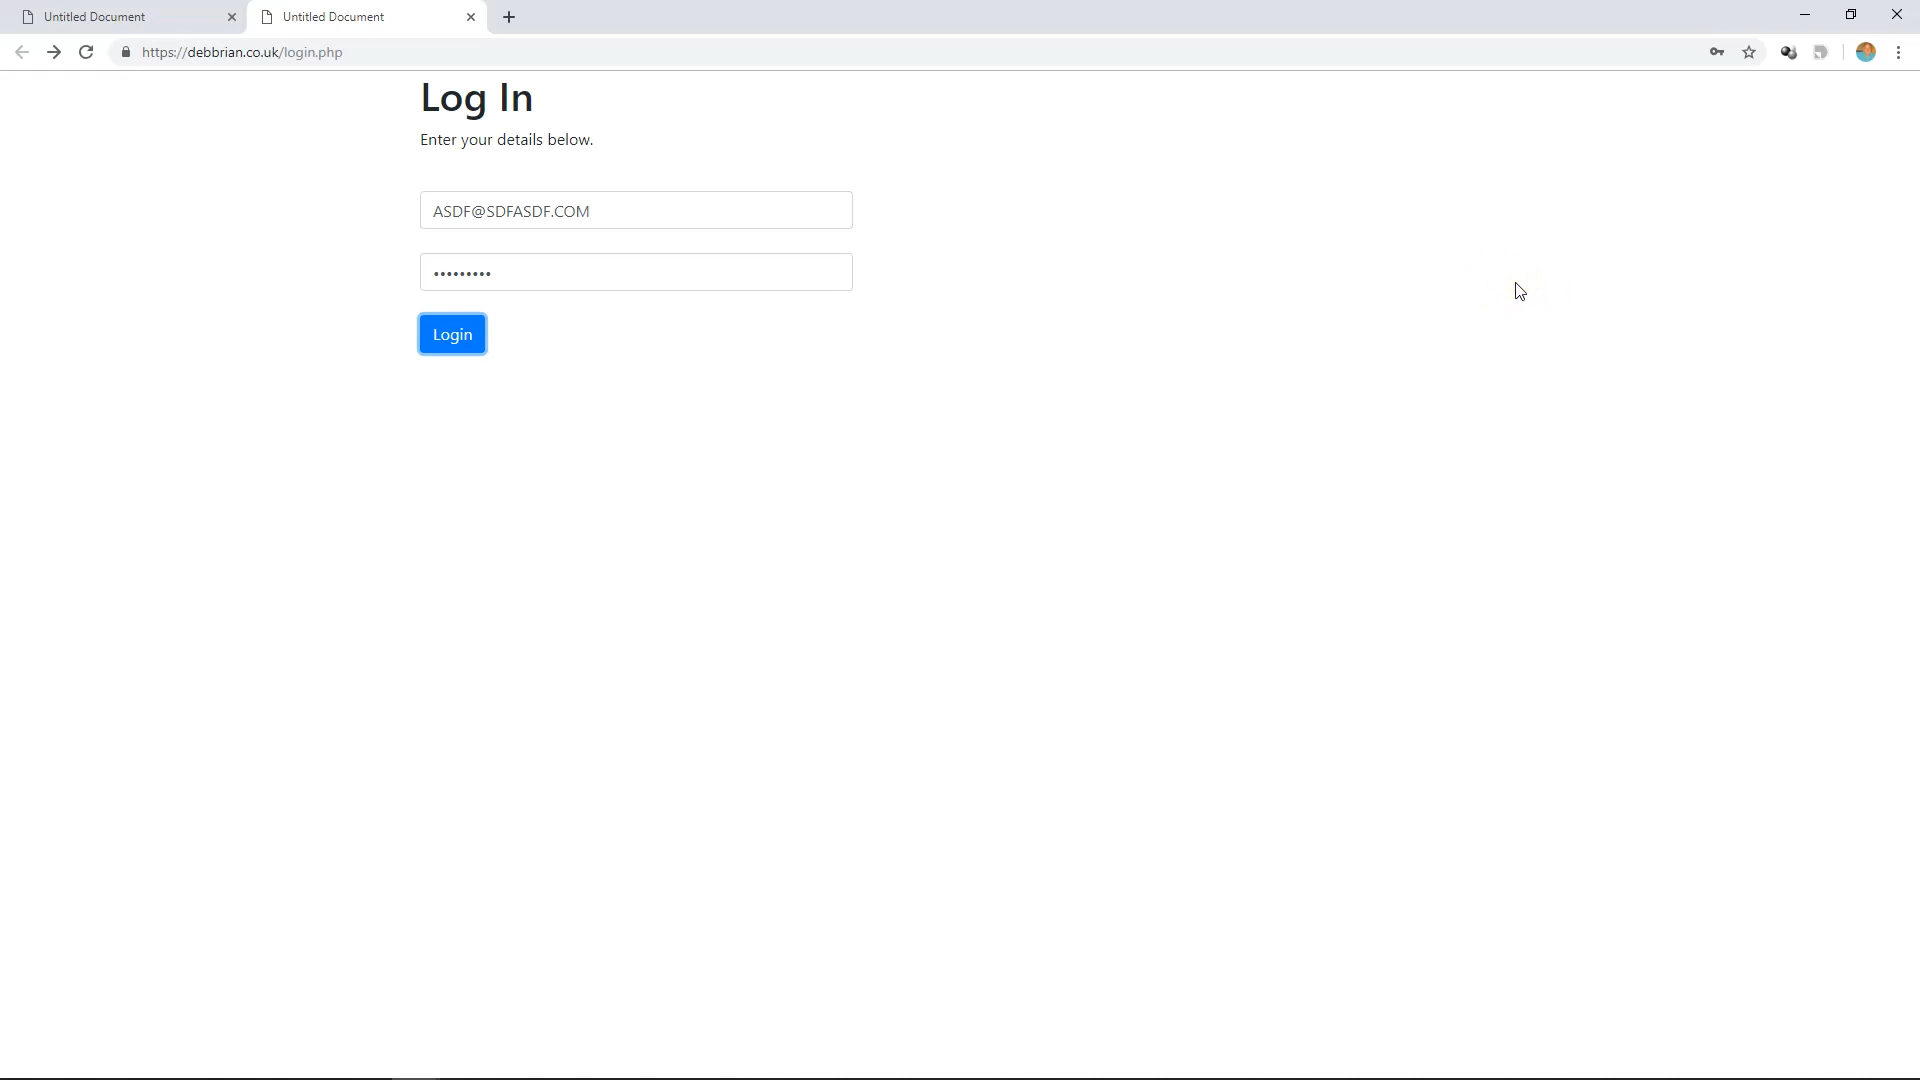 Untitled Document
Untitled Document
https://debbrian.co.uk/login.php
Log In
Enter your details below.
ASDF@SDFASDF.COM
•••••••••
Login